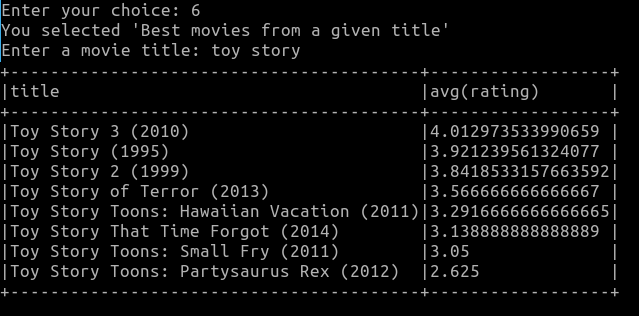 Enter your choice: 6
You selected 'Best movies from a given title'
Enter a movie title: toy story
+-----------------------------------------+------------------+
|title                                    |avg(rating)       |
+-----------------------------------------+------------------+
|Toy Story 3 (2010)                       |4.012973533990659 |
|Toy Story (1995)                         |3.921239561324077 |
|Toy Story 2 (1999)                       |3.8418533157663592|
|Toy Story of Terror (2013)               |3.566666666666667 |
|Toy Story Toons: Hawaiian Vacation (2011)|3.2916666666666665|
|Toy Story That Time Forgot (2014)        |3.138888888888889 |
|Toy Story Toons: Small Fry (2011)        |3.05              |
|Toy Story Toons: Partysaurus Rex (2012)  |2.625             |
+-----------------------------------------+------------------+